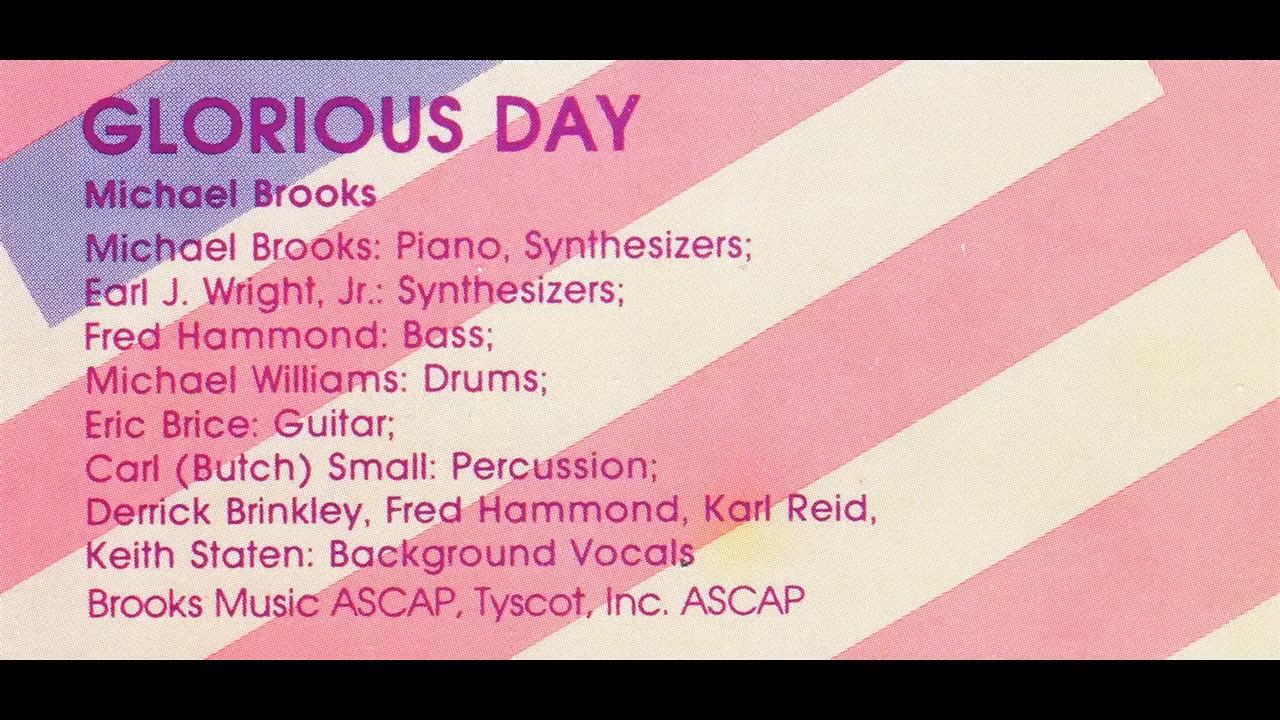 GLORIOUS DAY
Michael Brooks
Michael Brooks: Piano, Synthesizers;
Earl J. Wright, Jr.: Synthesizers;
Fred Hammond: Bass;
Michael Williams: Drums;
Eric Brice: Guitar;
Carl (Butch) Small: Percussion;
Derrick Brinkley, Fred Hammond, Karl Reid,
Keith Staten: Background Vocals
Brooks Music ASCAP, Tyscot, Inc. ASCAP